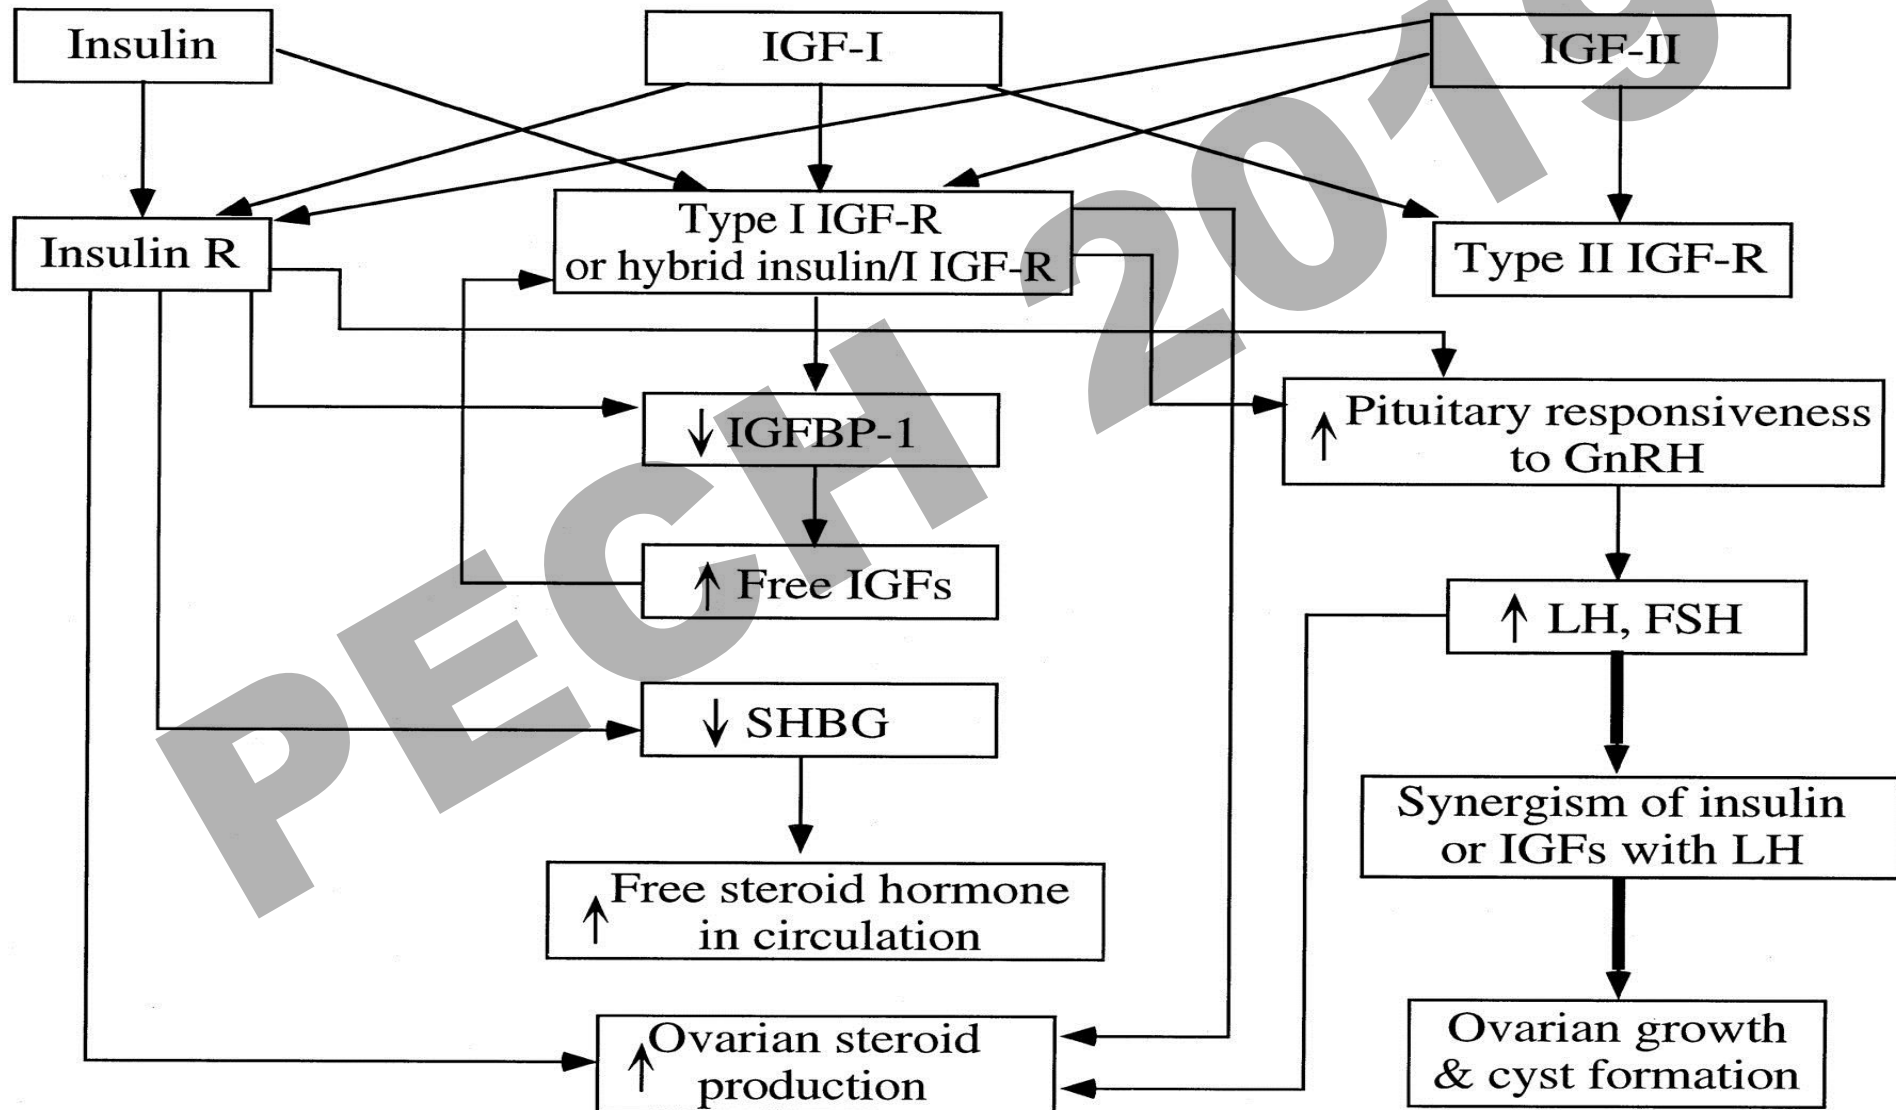 Insulin
IGF-I
IGF-II
Insulin R
Type I IGF-R
or hybrid insulin/I IGF-R
Type II IGF-R
↓ IGFBP-1
↑ Pituitary responsiveness
to GnRH
↑ Free IGFs
↑ LH, FSH
↓ SHBG
Synergism of insulin
or IGFs with LH
↑ Free steroid hormone
in circulation
↑ Ovarian steroid
production
Ovarian growth
& cyst formation
PECH 2019